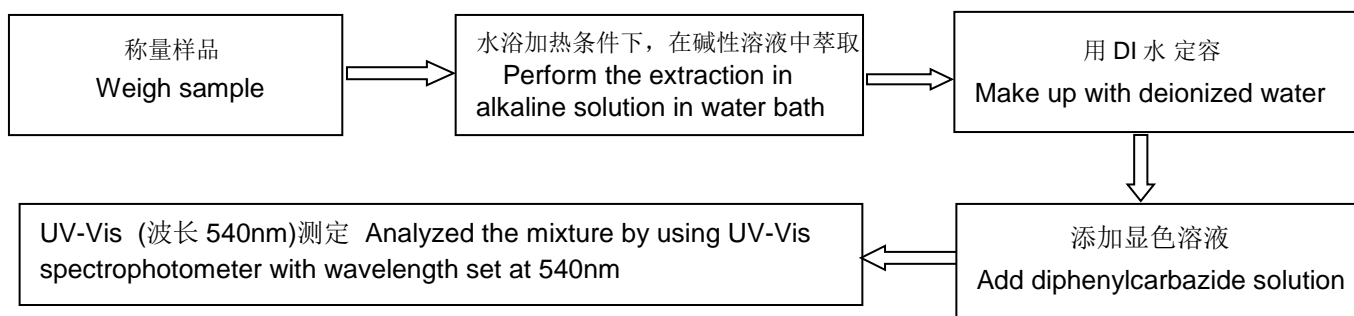 称量样品
Weigh sample
水浴加热条件下，在碱性溶液中萃取
Perform the extraction in
alkaline solution in water bath
用 DI 水 定容
Make up with deionized water
添加显色溶液
Add diphenylcarbazide solution
UV-Vis (波长 540nm)测定 Analyzed the mixture by using UV-Vis
spectrophotometer with wavelength set at 540nm